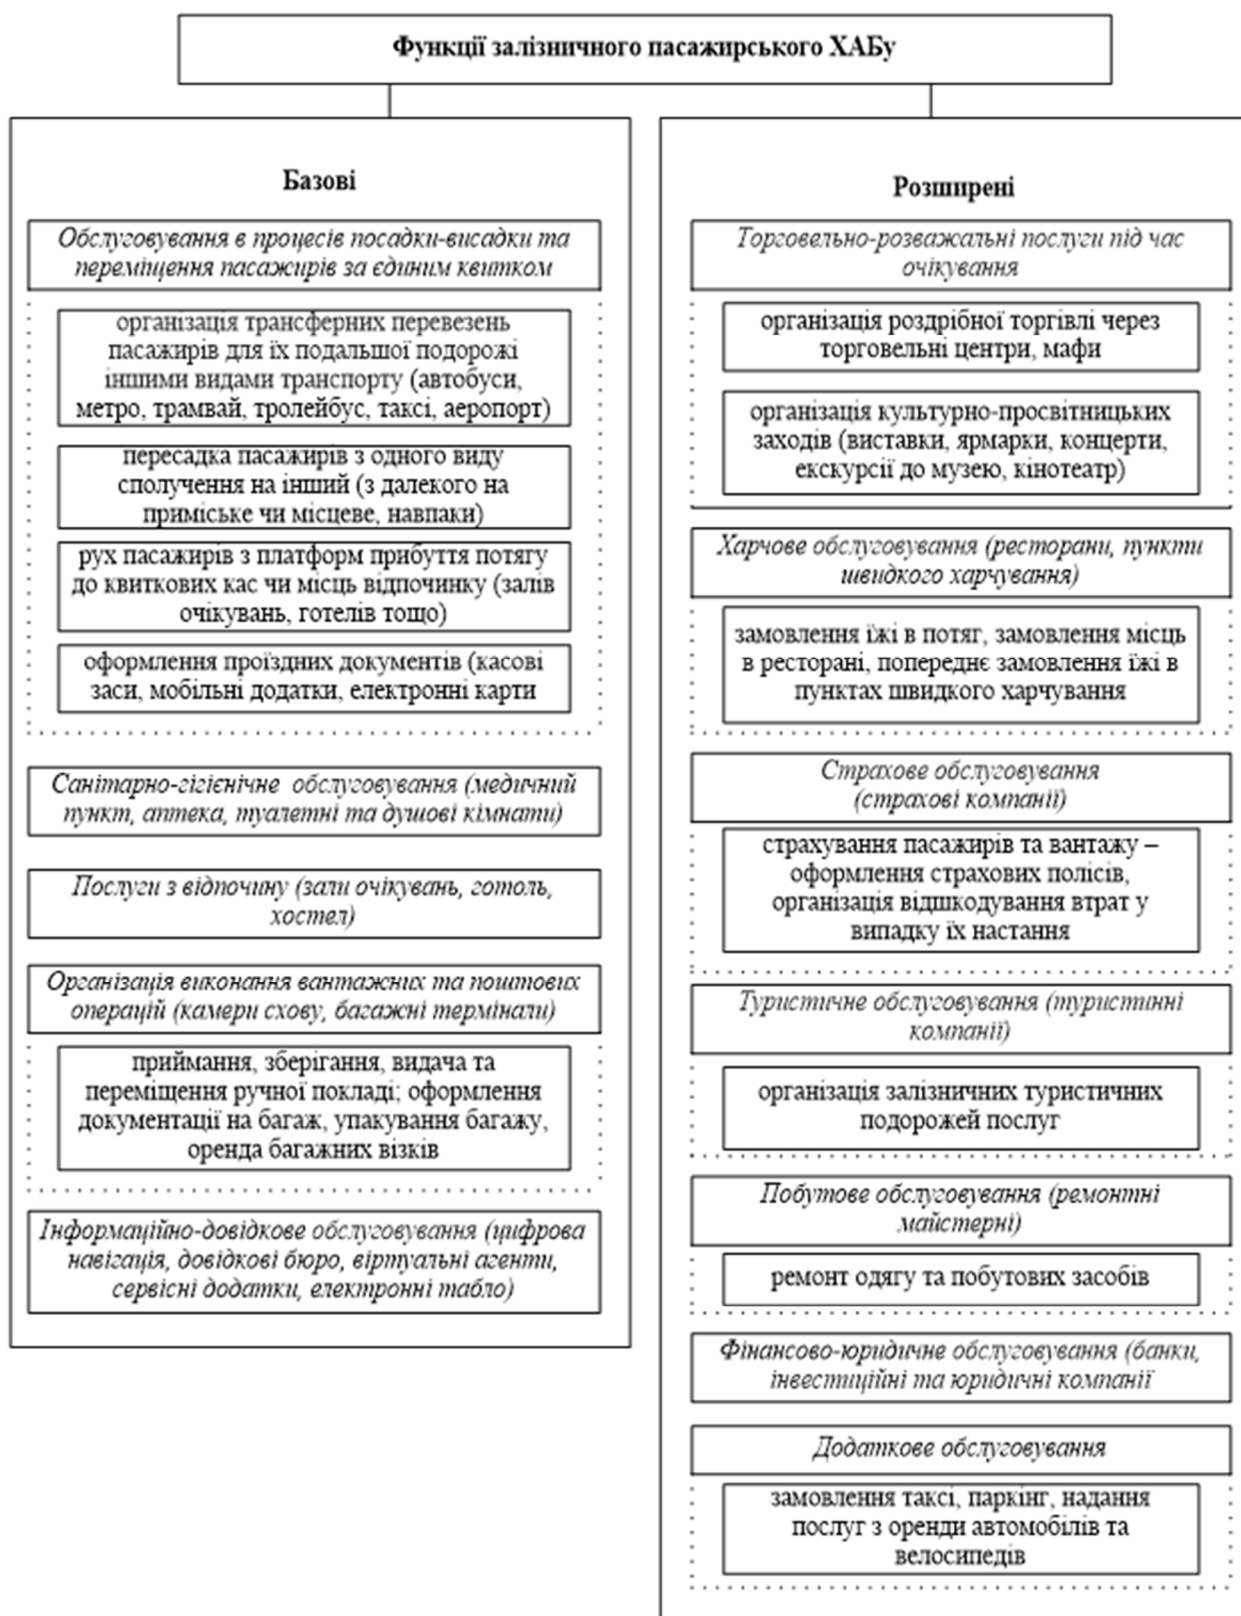 Функції залізничного пасажирського ХАБу
Базові
Обслуговування в процесів посадки-висадки та
переміщення пасажирів за єдиним квитком
організація трансферних перевезень
пасажирів для їх подальшої подорожі
іншими видами транспорту (автобуси,
метро, трамвай, тролейбус, таксі, аеропорт)
пересадка пасажирів з одного виду
сполучення на інший (з далекого на
приміське чи місцеве, навпаки)
рух пасажирів з платформ прибуття потягу
до квиткових кас чи місць відпочинку (залів
очікувань, готелів тощо)
оформлення проїздних документів (касові
заси, мобільні додатки, електронні карти
Санітарно-гігієнічне обслуговування (медичний
пункт, аптека, туалетні та душові кімнати)
Послуги з відпочину (зали очікувань, готоль,
хостел)
Організація виконання вантажних та поштових
операцій (камери схову, багажні термінали)
приймання, зберігання, видача та
переміщення ручної покладі; оформлення
документації на багаж, упакування багажу,
оренда багажних візків
Інформаційно-довідкове обслуговування (цифрова
навігація, довідкові бюро, віртуальні агенти,
сервісні додатки, електронні табло)
Розширені
Торговельно-розважальні послуги під час
очікування
організація роздрібної торгівлі через
торговельні центри, мафи
організація культурно-просвітницьких
заходів (виставки, ярмарки, концерти,
екскурсії до музею, кінотеатр)
Харчове обслуговування (ресторани, пункти
швидкого харчування)
замовлення їжі в потяг, замовлення місць
в ресторані, попереднє замовлення їжі в
пунктах швидкого харчування
Страхове обслуговування
(страхові компанії)
страхування пасажирів та вантажу –
оформлення страхових полісів,
організація відшкодування втрат у
випадку їх настання
Туристичне обслуговування (туристинні
компанії)
організація залізничних туристичних
подорожей послуг
Побутове обслуговування (ремонтні
майстерні)
ремонт одягу та побутових засобів
Фінансово-юридичне обслуговування (банки,
інвестиційні та юридичні компанії
Додаткове обслуговування
замовлення таксі, паркінг, надання
послуг з оренди автомобілів та
велосипедів